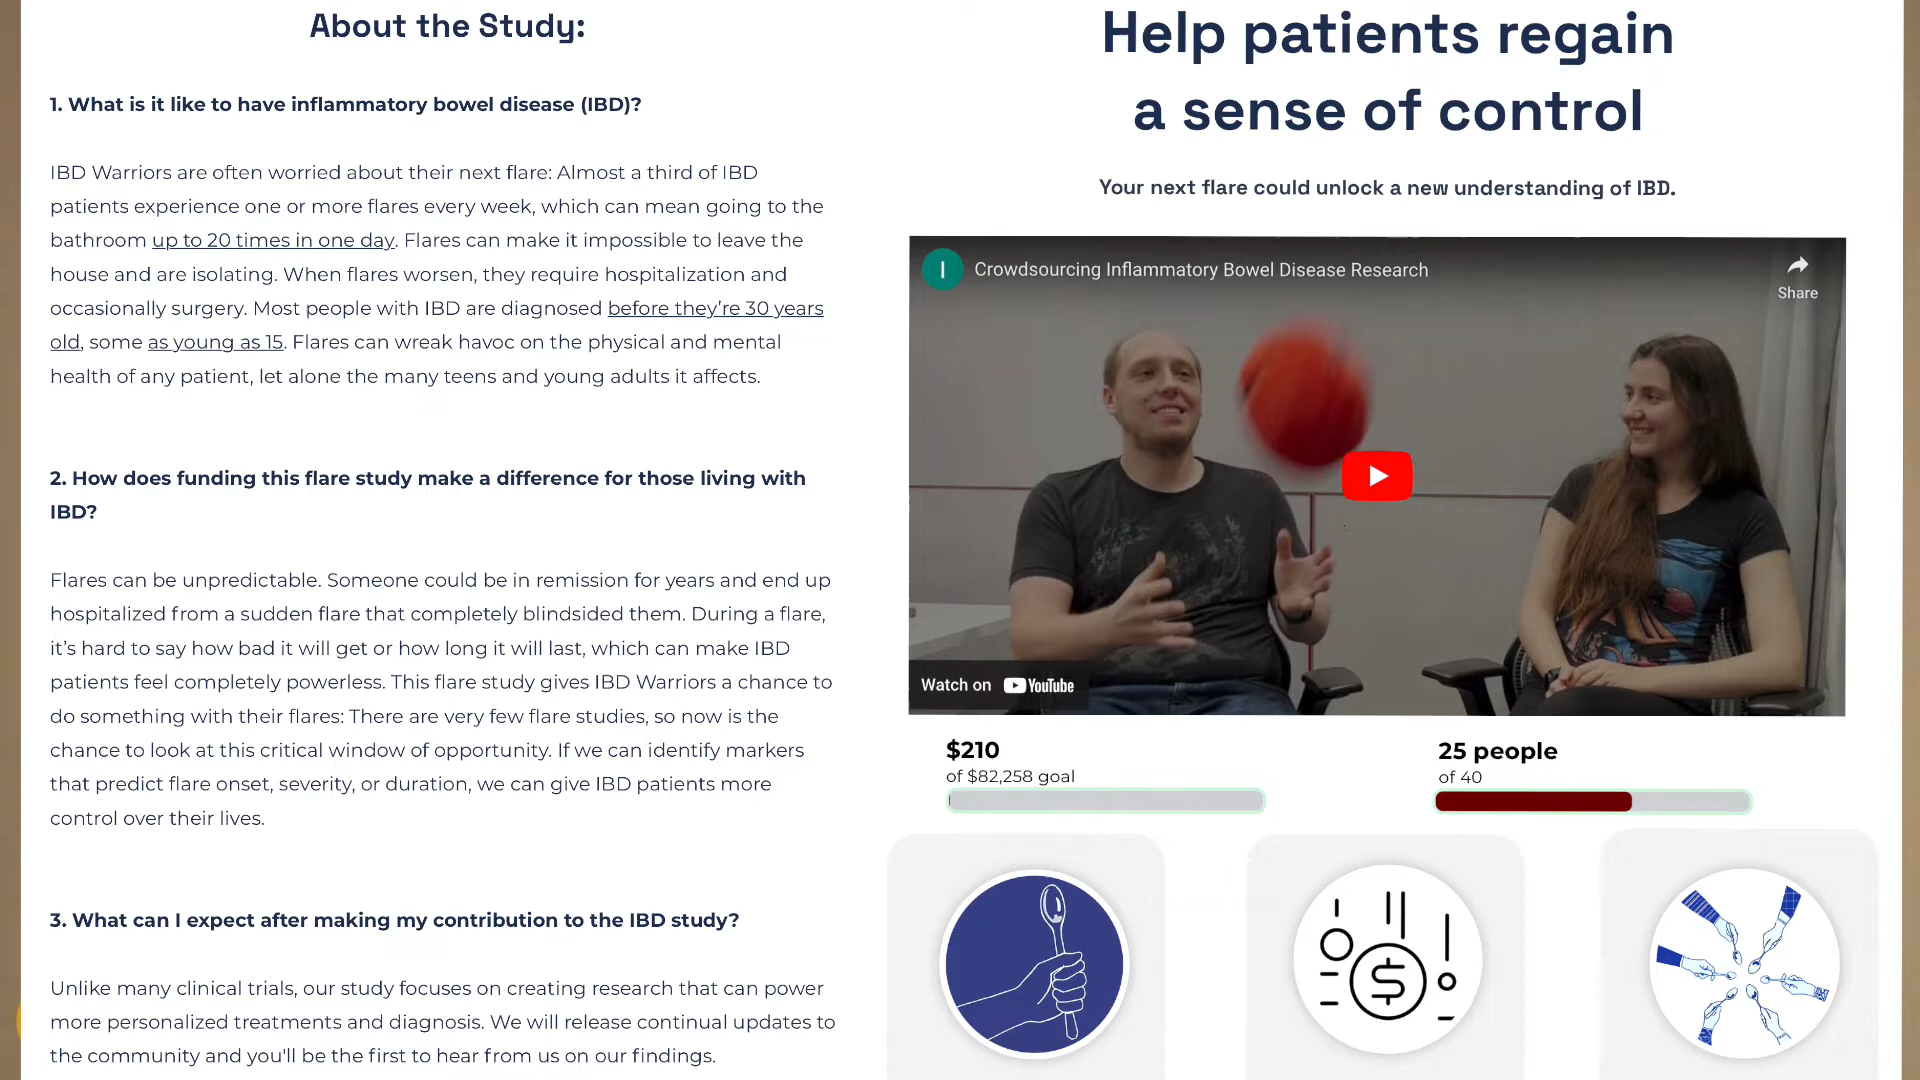 About the Study:
1. What is it like to have inflammatory bowel disease (IBD)?
IBD Warriors are often worried about their next flare: Almost a third of IBD
patients experience one or more flares every week, which can mean going to the
bathroom up to 20 times in one day. Flares can make it impossible to leave the
house and are isolating. When flares worsen, they require hospitalization and
occasionally surgery. Most people with IBD are diagnosed before they’re 30 years
old, some as young as 15. Flares can wreak havoc on the physical and mental
health of any patient, let alone the many teens and young adults it affects.
2. How does funding this flare study make a difference for those living with
IBD?
Flares can be unpredictable. Someone could be in remission for years and end up
hospitalized from a sudden flare that completely blindsided them. During a flare,
it’s hard to say how bad it will get or how long it will last, which can make IBD
patients feel completely powerless. This flare study gives IBD Warriors a chance to
do something with their flares: There are very few flare studies, so now is the
chance to look at this critical window of opportunity. If we can identify markers
that predict flare onset, severity, or duration, we can give IBD patients more
control over their lives.
3. What can I expect after making my contribution to the IBD study?
Unlike many clinical trials, our study focuses on creating research that can power
more personalized treatments and diagnosis. We will release continual updates to
the community and you'll be the first to hear from us on our findings.
Help patients regain
a sense of control
Your next flare could unlock a new understanding of IBD.
I
Crowdsourcing Inflammatory Bowel Disease Research
Share
Watch on YouTube
$210
of $82,258 goal
25 people
of 40
$